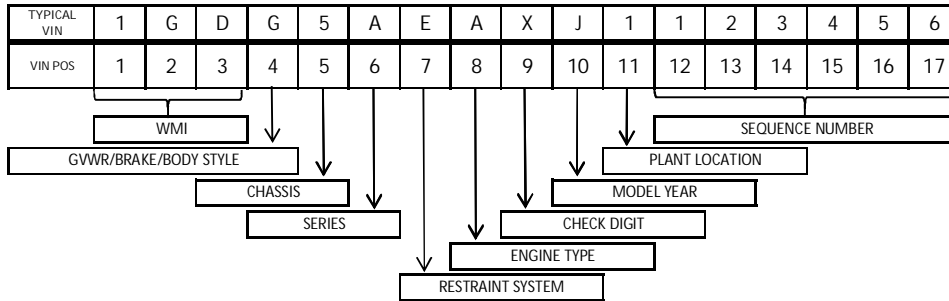 TYPICAL VIN 1 G D G 5 A E A X J 1 1 2 3 4 5 6
VIN POS 1 2 3 4 5 6 7 8 9 10 11 12 13 14 15 16 17
WMI SEQUENCE NUMBER
GVWR/BRAKE/BODY STYLE PLANT LOCATION
CHASSIS MODEL YEAR
SERIES CHECK DIGIT
ENGINE TYPE
RESTRAINT SYSTEM